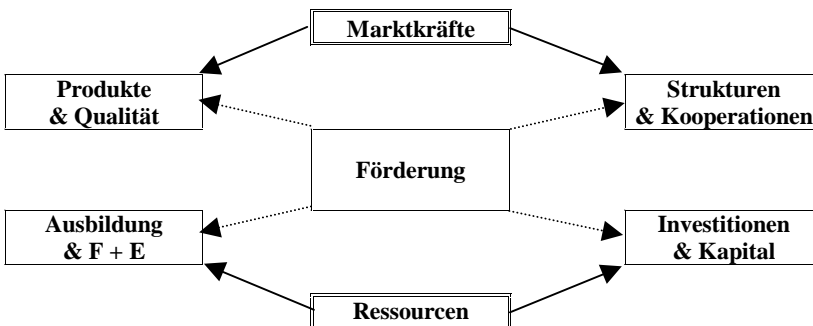 Marktkräfte
Produkte
& Qualität
Strukturen
& Kooperationen
Förderung
Ausbildung
& F + E
Investitionen
& Kapital
Ressourcen